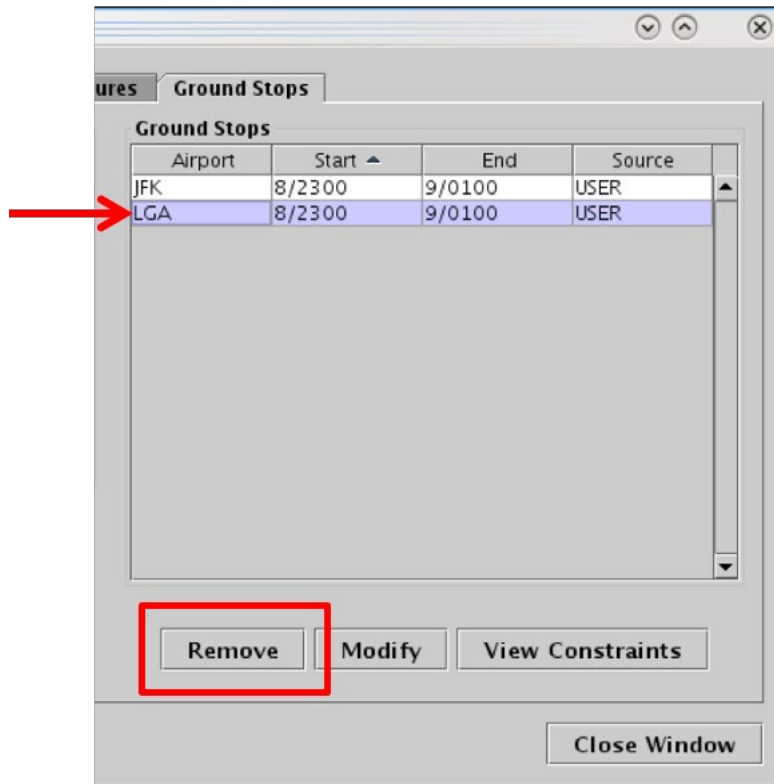 ures Ground Stops
Ground Stops
Airport Start End Source
JFK 8/2300 9/0100 USER
LGA 8/2300 9/0100 USER
Remove Modify View Constraints
Close Window